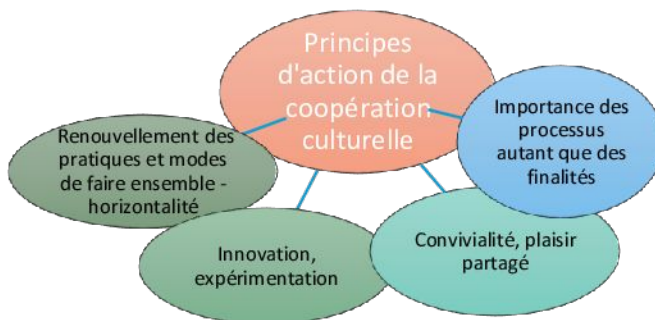 Principes
d'action de la
coopération
culturelle
Renouvellement des
pratiques et modes
de faire ensemble -
horizontalité
Innovation,
expérimentation
Convivialité, plaisir
partagé
Importance des
processus
autant que des
finalités